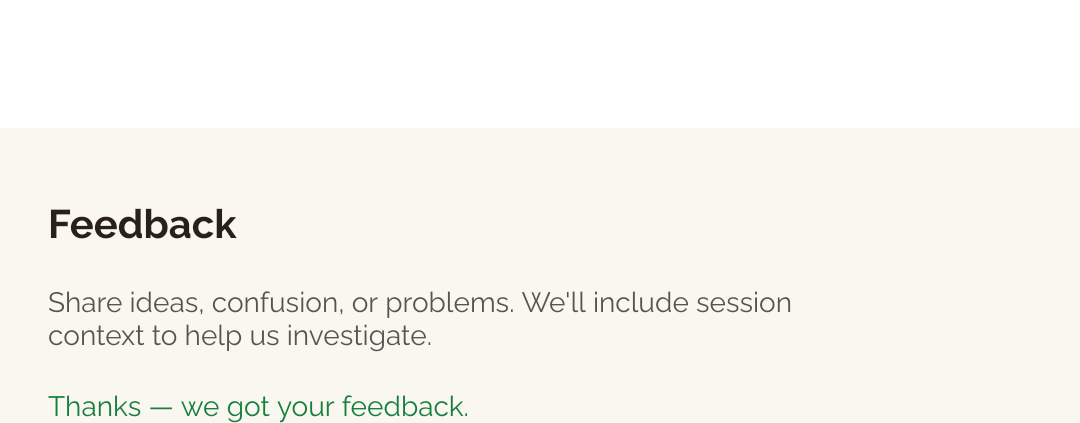 Feedback
Share ideas, confusion, or problems. We'll include session
context to help us investigate.
Thanks — we got your feedback.